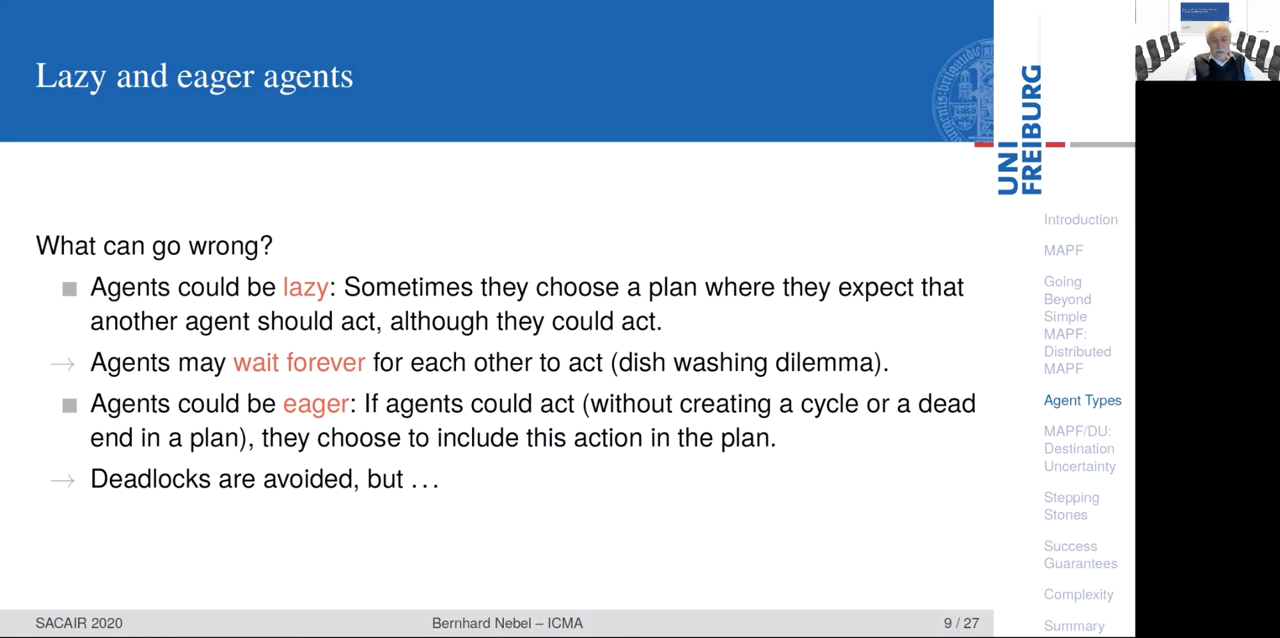 Lazy and eager agents
UNI
FREIBURG
What can go wrong?
Agents could be lazy: Sometimes they choose a plan where they expect that
another agent should act, although they could act.
→ Agents may wait forever for each other to act (dish washing dilemma).
Agents could be eager: If agents could act (without creating a cycle or a dead
end in a plan), they choose to include this action in the plan.
→ Deadlocks are avoided, but ...
Introduction
MAPF
Going
Beyond
Simple
MAPF:
Distributed
MAPF
Agent Types
MAPF/DU:
Destination
Uncertainty
Stepping
Stones
Success
Guarantees
Complexity
Summary
SACAIR 2020
Bernhard Nebel – ICMA
9 / 27